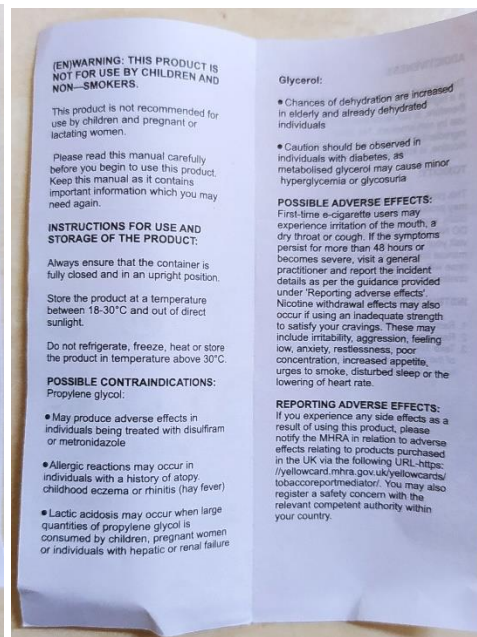 (EN)WARNING: THIS PRODUCT IS
NOT FOR USE BY CHILDREN AND
NON—SMOKERS.
This product is not recommended for
use by children and pregnant or
lactating women.
Please read this manual carefully
before you begin to use this product.
Keep this manual as it contains
important information which you may
need again.
INSTRUCTIONS FOR USE AND
STORAGE OF THE PRODUCT:
Always ensure that the container is
fully closed and in an upright position.
Store the product at a temperature
between 18-30°C and out of direct
sunlight.
Do not refrigerate, freeze, heat or store
the product in temperature above 30°C.
POSSIBLE CONTRAINDICATIONS:
Propylene glycol:
●May produce adverse effects in
individuals being treated with disulfiram
or metronidazole
●Allergic reactions may occur in
individuals with a history of atopy,
childhood eczema or rhinitis (hay fever)
●Lactic acidosis may occur when large
quantities of propylene glycol is
consumed by children, pregnant women
or individuals with hepatic or renal failure
Glycerol:
●Chances of dehydration are increased
in elderly and already dehydrated
individuals
●Caution should be observed in
individuals with diabetes, as
metabolised glycerol may cause minor
hyperglycemia or glycosuria
POSSIBLE ADVERSE EFFECTS:
First-time e-cigarette users may
experience irritation of the mouth, a
dry throat or cough. If the symptoms
persist for more than 48 hours or
becomes severe, visit a general
practitioner and report the incident
details as per the guidance provided
under 'Reporting adverse effects'.
Nicotine withdrawal effects may also
occur if using an inadequate strength
to satisfy your cravings. These may
include irritability, aggression, feeling
low, anxiety, restlessness, poor
concentration, increased appetite,
urges to smoke, disturbed sleep or the
lowering of heart rate.
REPORTING ADVERSE EFFECTS:
If you experience any side effects as a
result of using this product, please
notify the MHRA in relation to adverse
effects relating to products purchased
in the UK via the following URL-https:
//yellowcard.mhra.gov.uk/yellowcards/
tobaccoreportmediator/. You may also
register a safety concern with the
relevant competent authority within
your country.